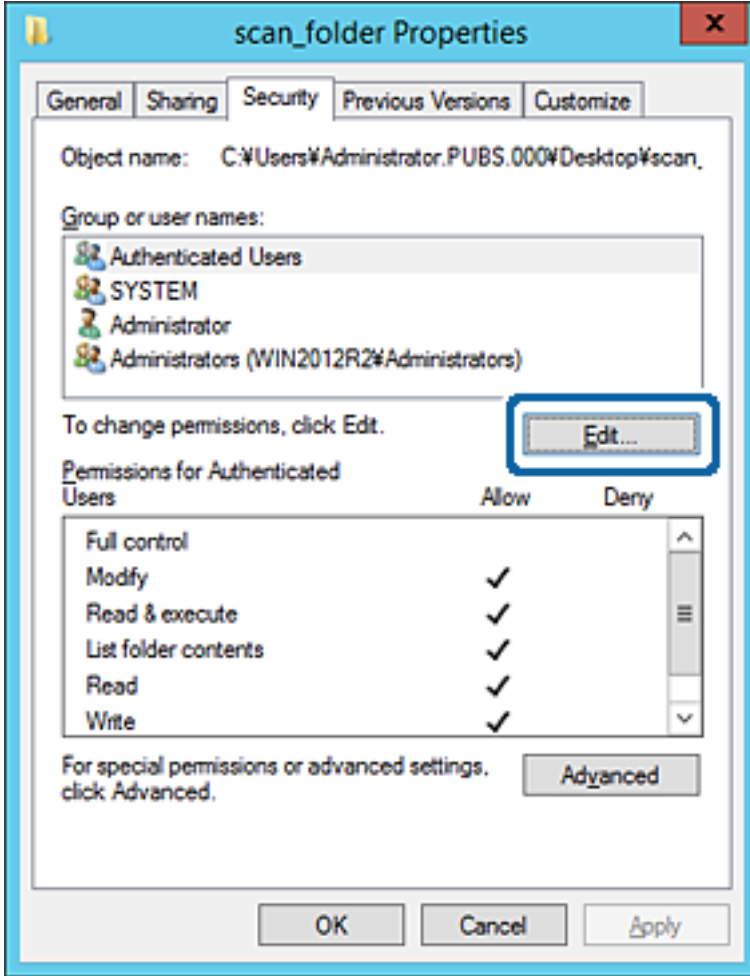 scan_folder Properties
x
General Sharing Security Previous Versions Customize
Object name: C:¥Users¥Administrator.PUBS.000¥Desktop¥scan_
Group or user names:
Authenticated Users
SYSTEM
Administrator
Administrators (WIN2012R2¥Administrators)
To change permissions, click Edit.
Edit...
Permissions for Authenticated
Users Allow Deny
Full control
Modify
Read & execute
List folder contents
Read
Write
For special permissions or advanced settings,
click Advanced.
Advanced
OK Cancel Apply